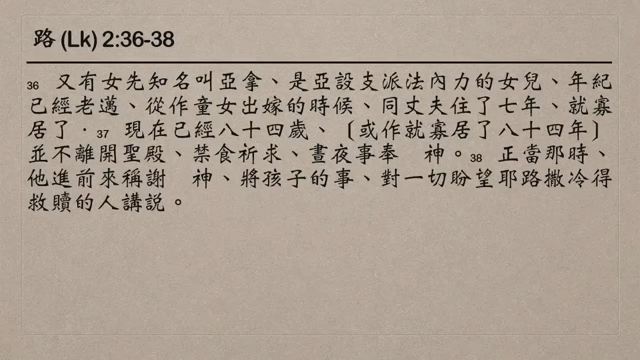 路 (Lk) 2:36-38
36 又有女先知名叫亞拿、是亞設支派法內力的女兒、年紀
已經老邁、從作童女出嫁的時候、同丈夫住了七年、就寡
居了．37 現在已經八十四歲、〔或作就寡居了八十四年〕
並不離開聖殿、禁食祈求、晝夜事奉　神。38 正當那時、
他進前來稱謝　神、將孩子的事、對一切盼望耶路撒冷得
救贖的人講説。